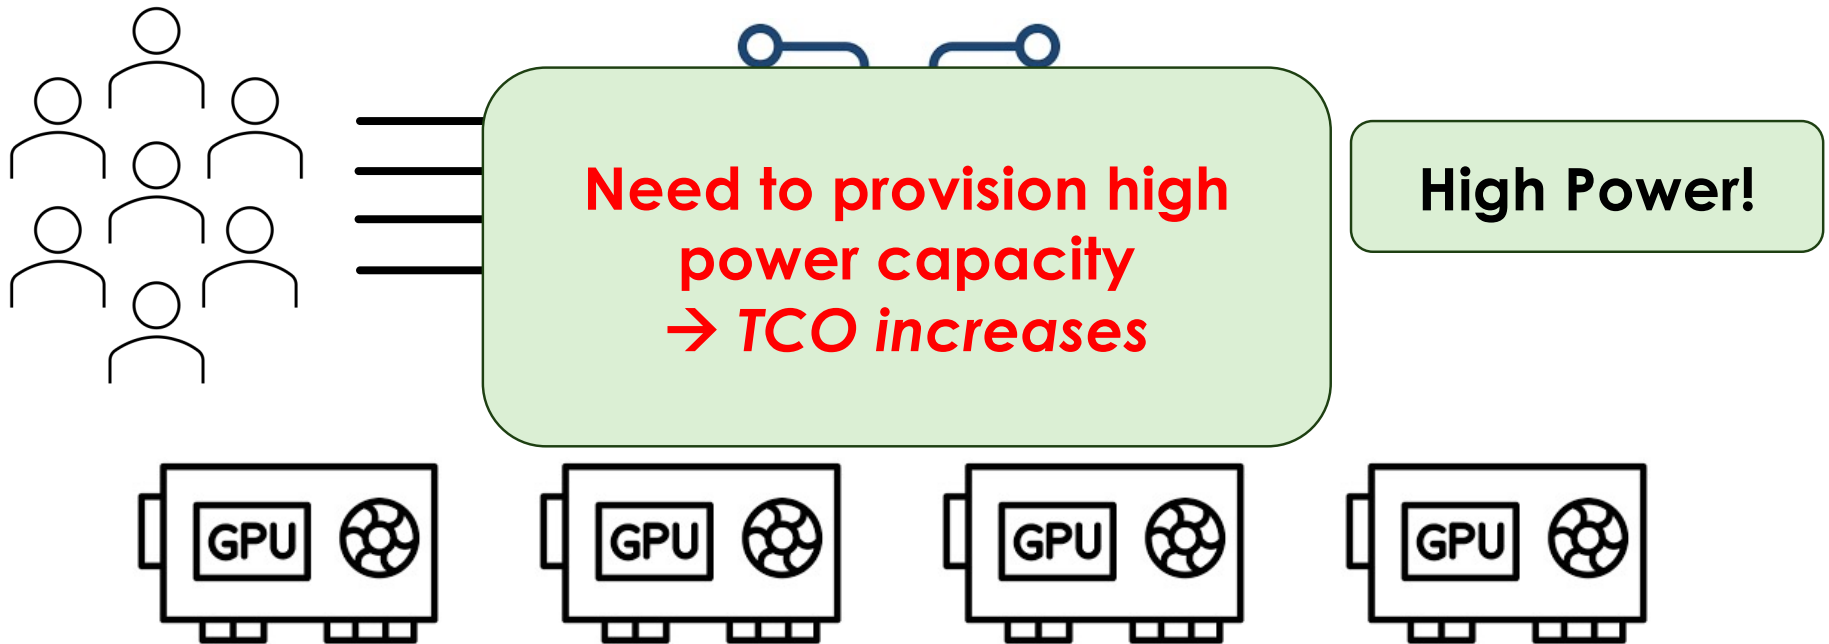 Need to provision high
power capacity
→ TCO increases
High Power!
GPU
GPU
GPU
GPU